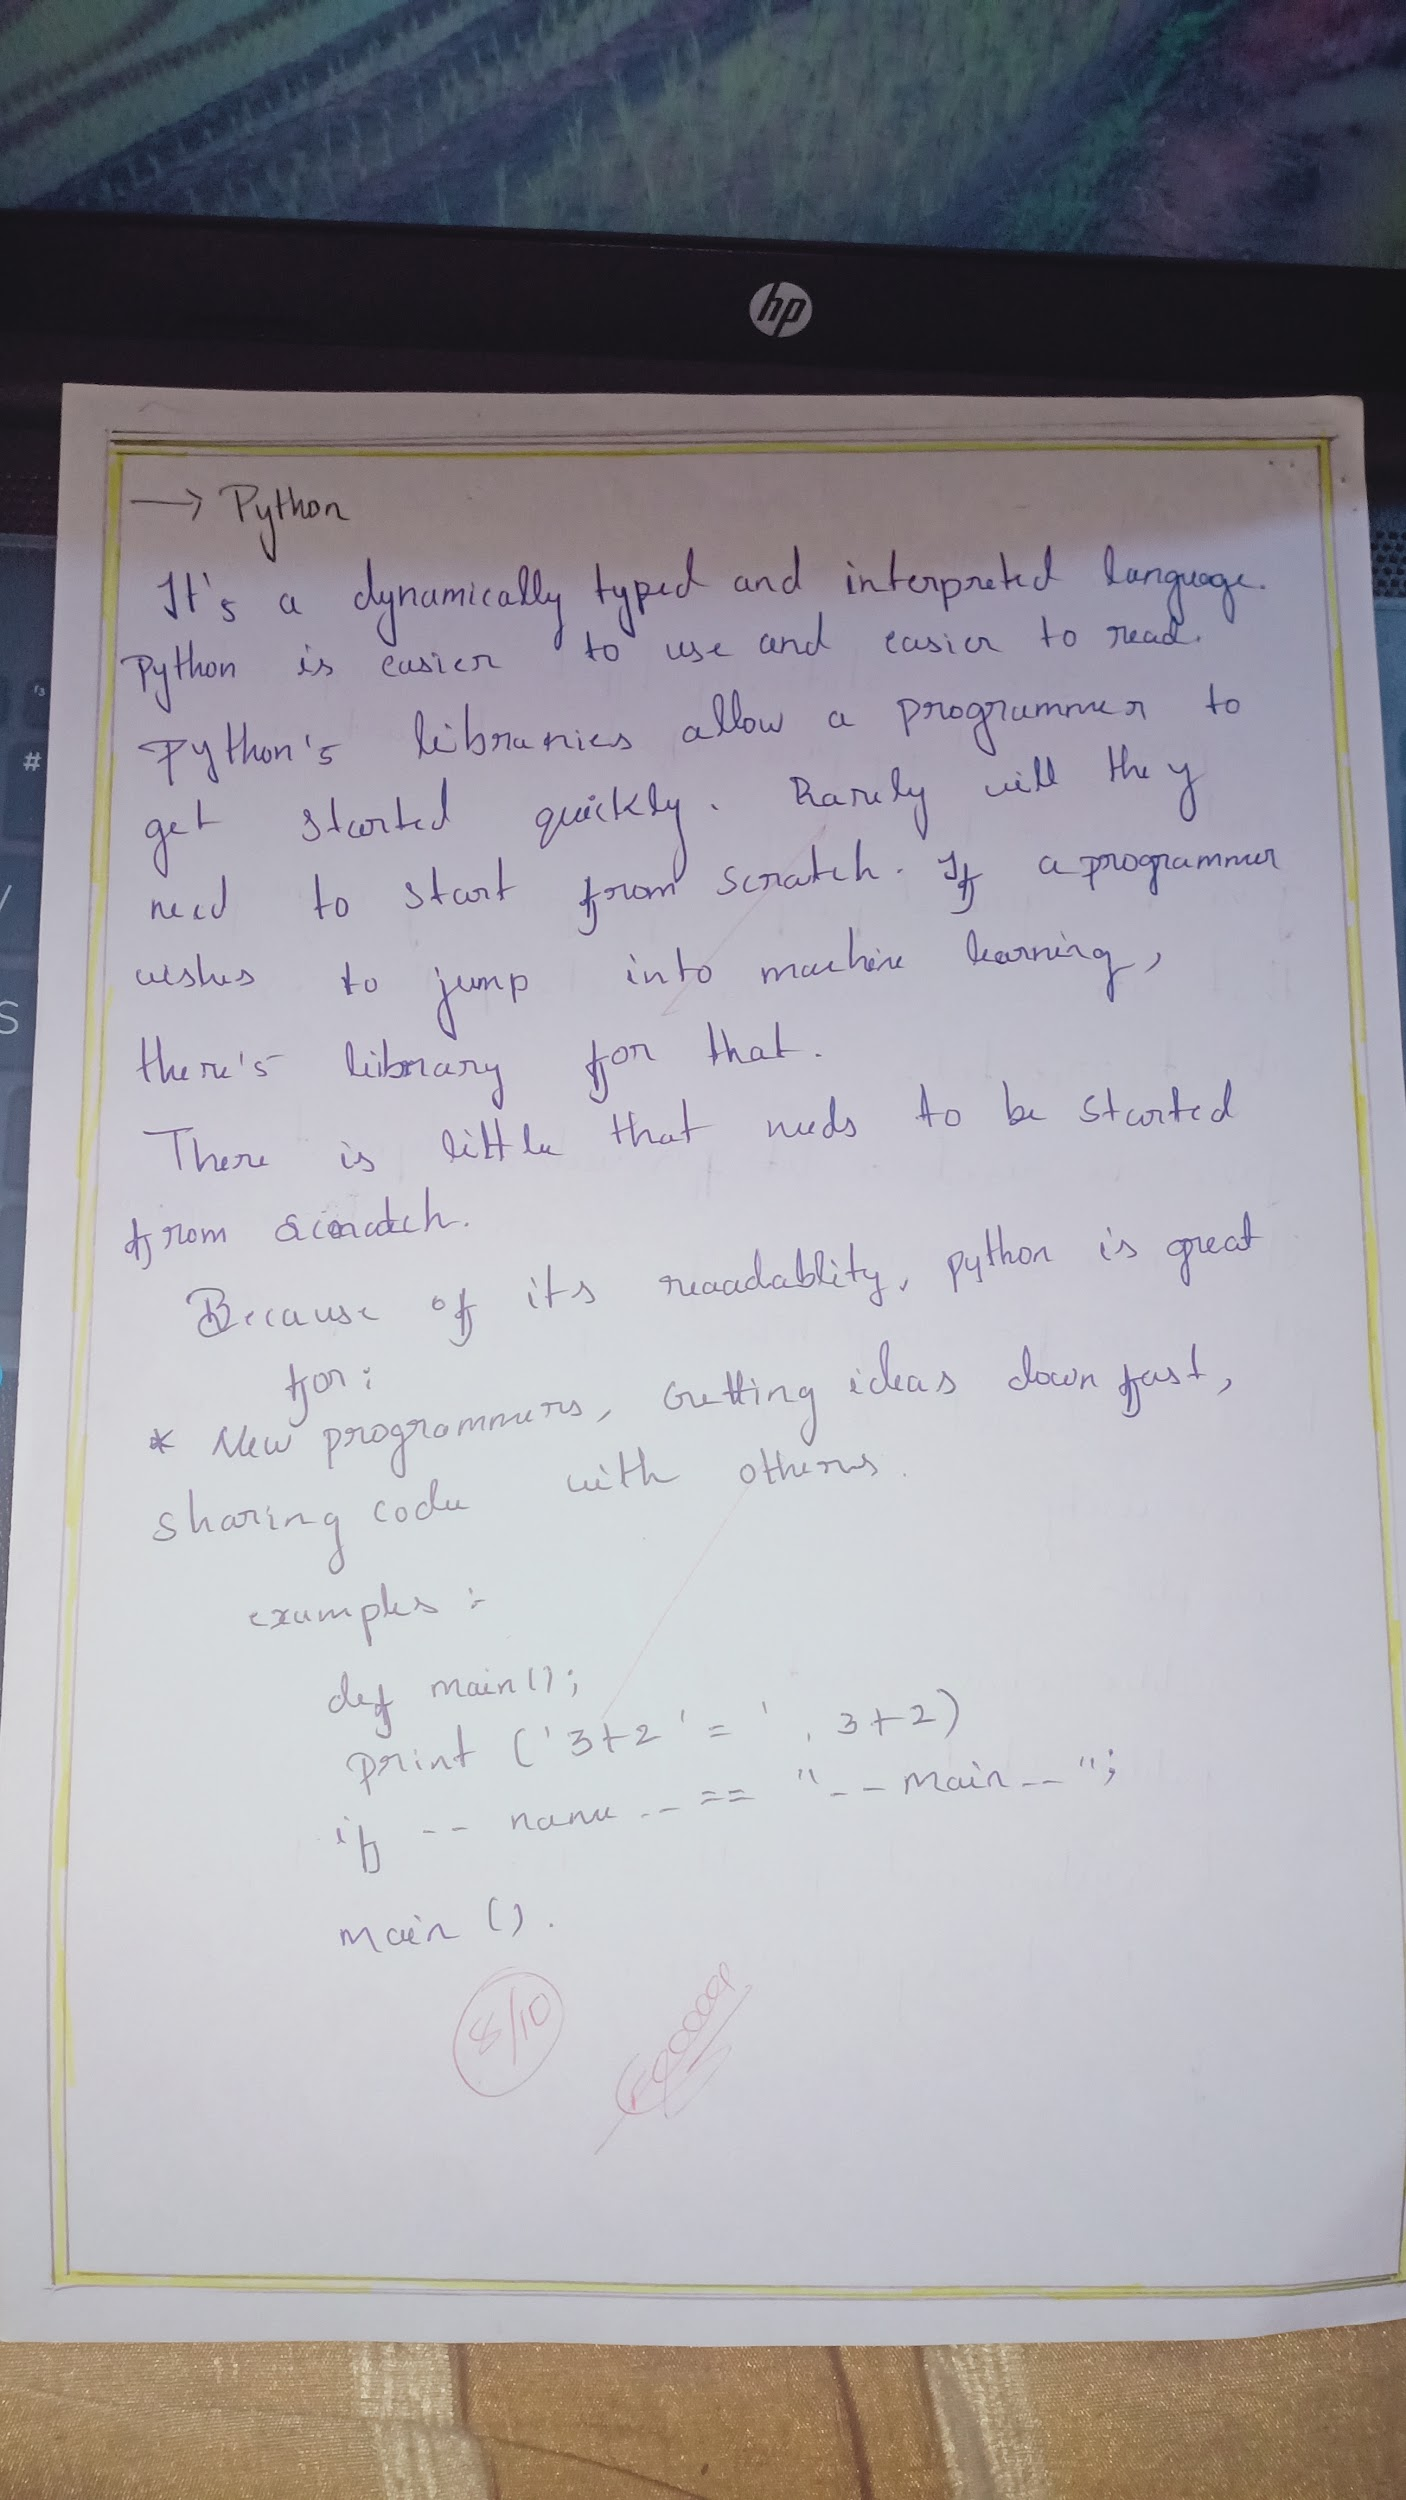 hp
→ Python
It's a dynamically typed and interpreted language.
Python is easier to use and easier to read.
Python's libraries allow a programmer to
get started quickly. Rarely will they
need to start from scratch. If a programmer
wishes to jump into machine learning,
there's library for that.
There is little that needs to be started
from scratch.
Because of its reaadablity, python is great
for:
* New programmers, Getting ideas down fast,
sharing code with others.
examples :-
def main();
print ('3+2' = ' , 3+2)
if -- name -- == "-- main --";
main ().
8/10